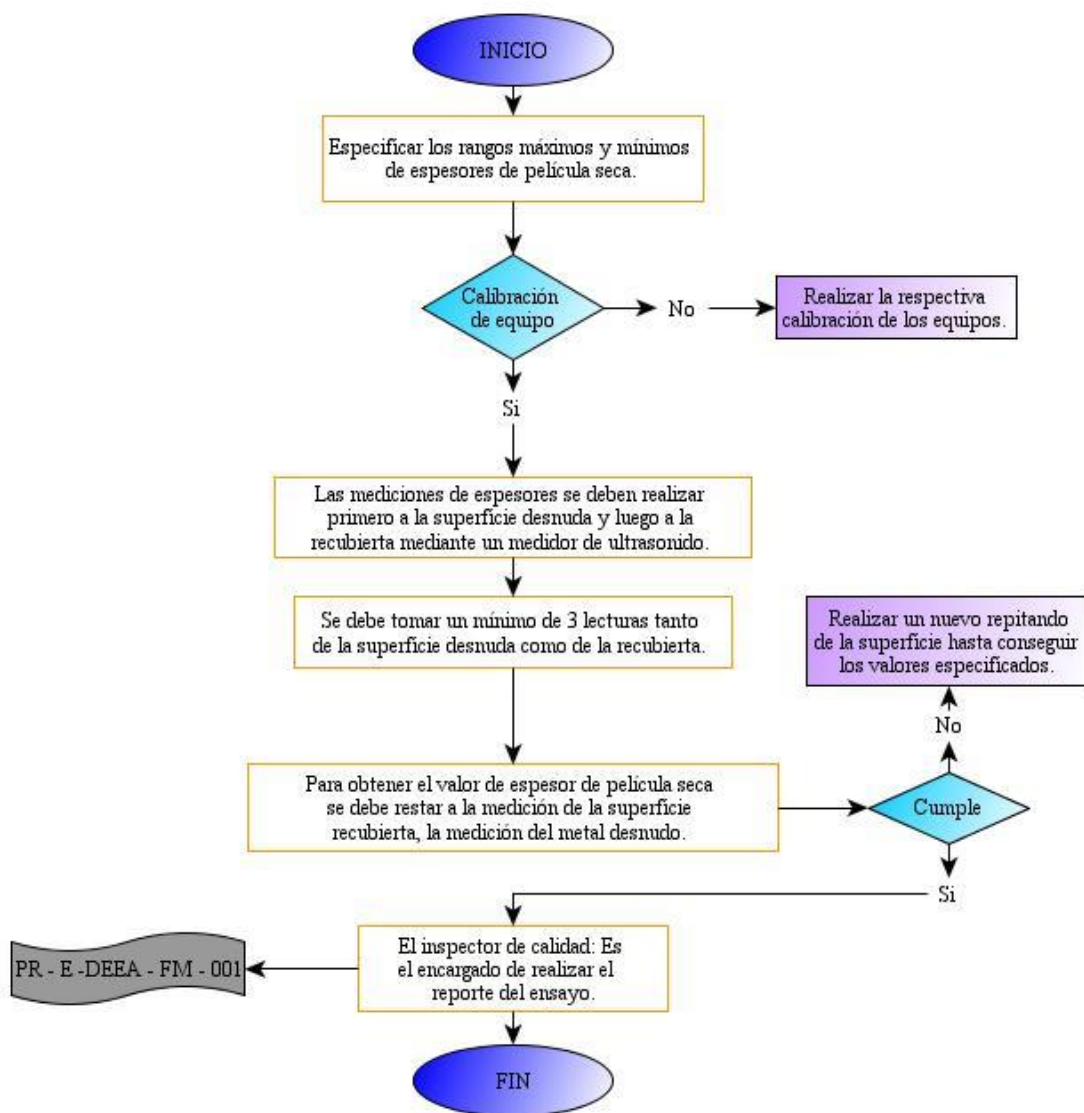 INICIO
Especificar los rangos máximos y mínimos
de espesores de película seca.
Calibración
de equipo
No
Realizar la respectiva
calibración de los equipos.
Si
Las mediciones de espesores se deben realizar
primero a la superfície desnuda y luego a la
recubierta mediante un medidor de ultrasonido.
Se debe tomar un mínimo de 3 lecturas tanto
de la superfície desnuda como de la recubierta.
Realizar un nuevo repitando
de la superfície hasta conseguir
los valores especificados.
No
Para obtener el valor de espesor de película seca
se debe restar a la medición de la superfície
recubierta, la medición del metal desnudo.
Cumple
Si
El inspector de calidad: Es
el encargado de realizar el
reporte del ensayo.
PR - E -DEEA - FM - 001
FIN